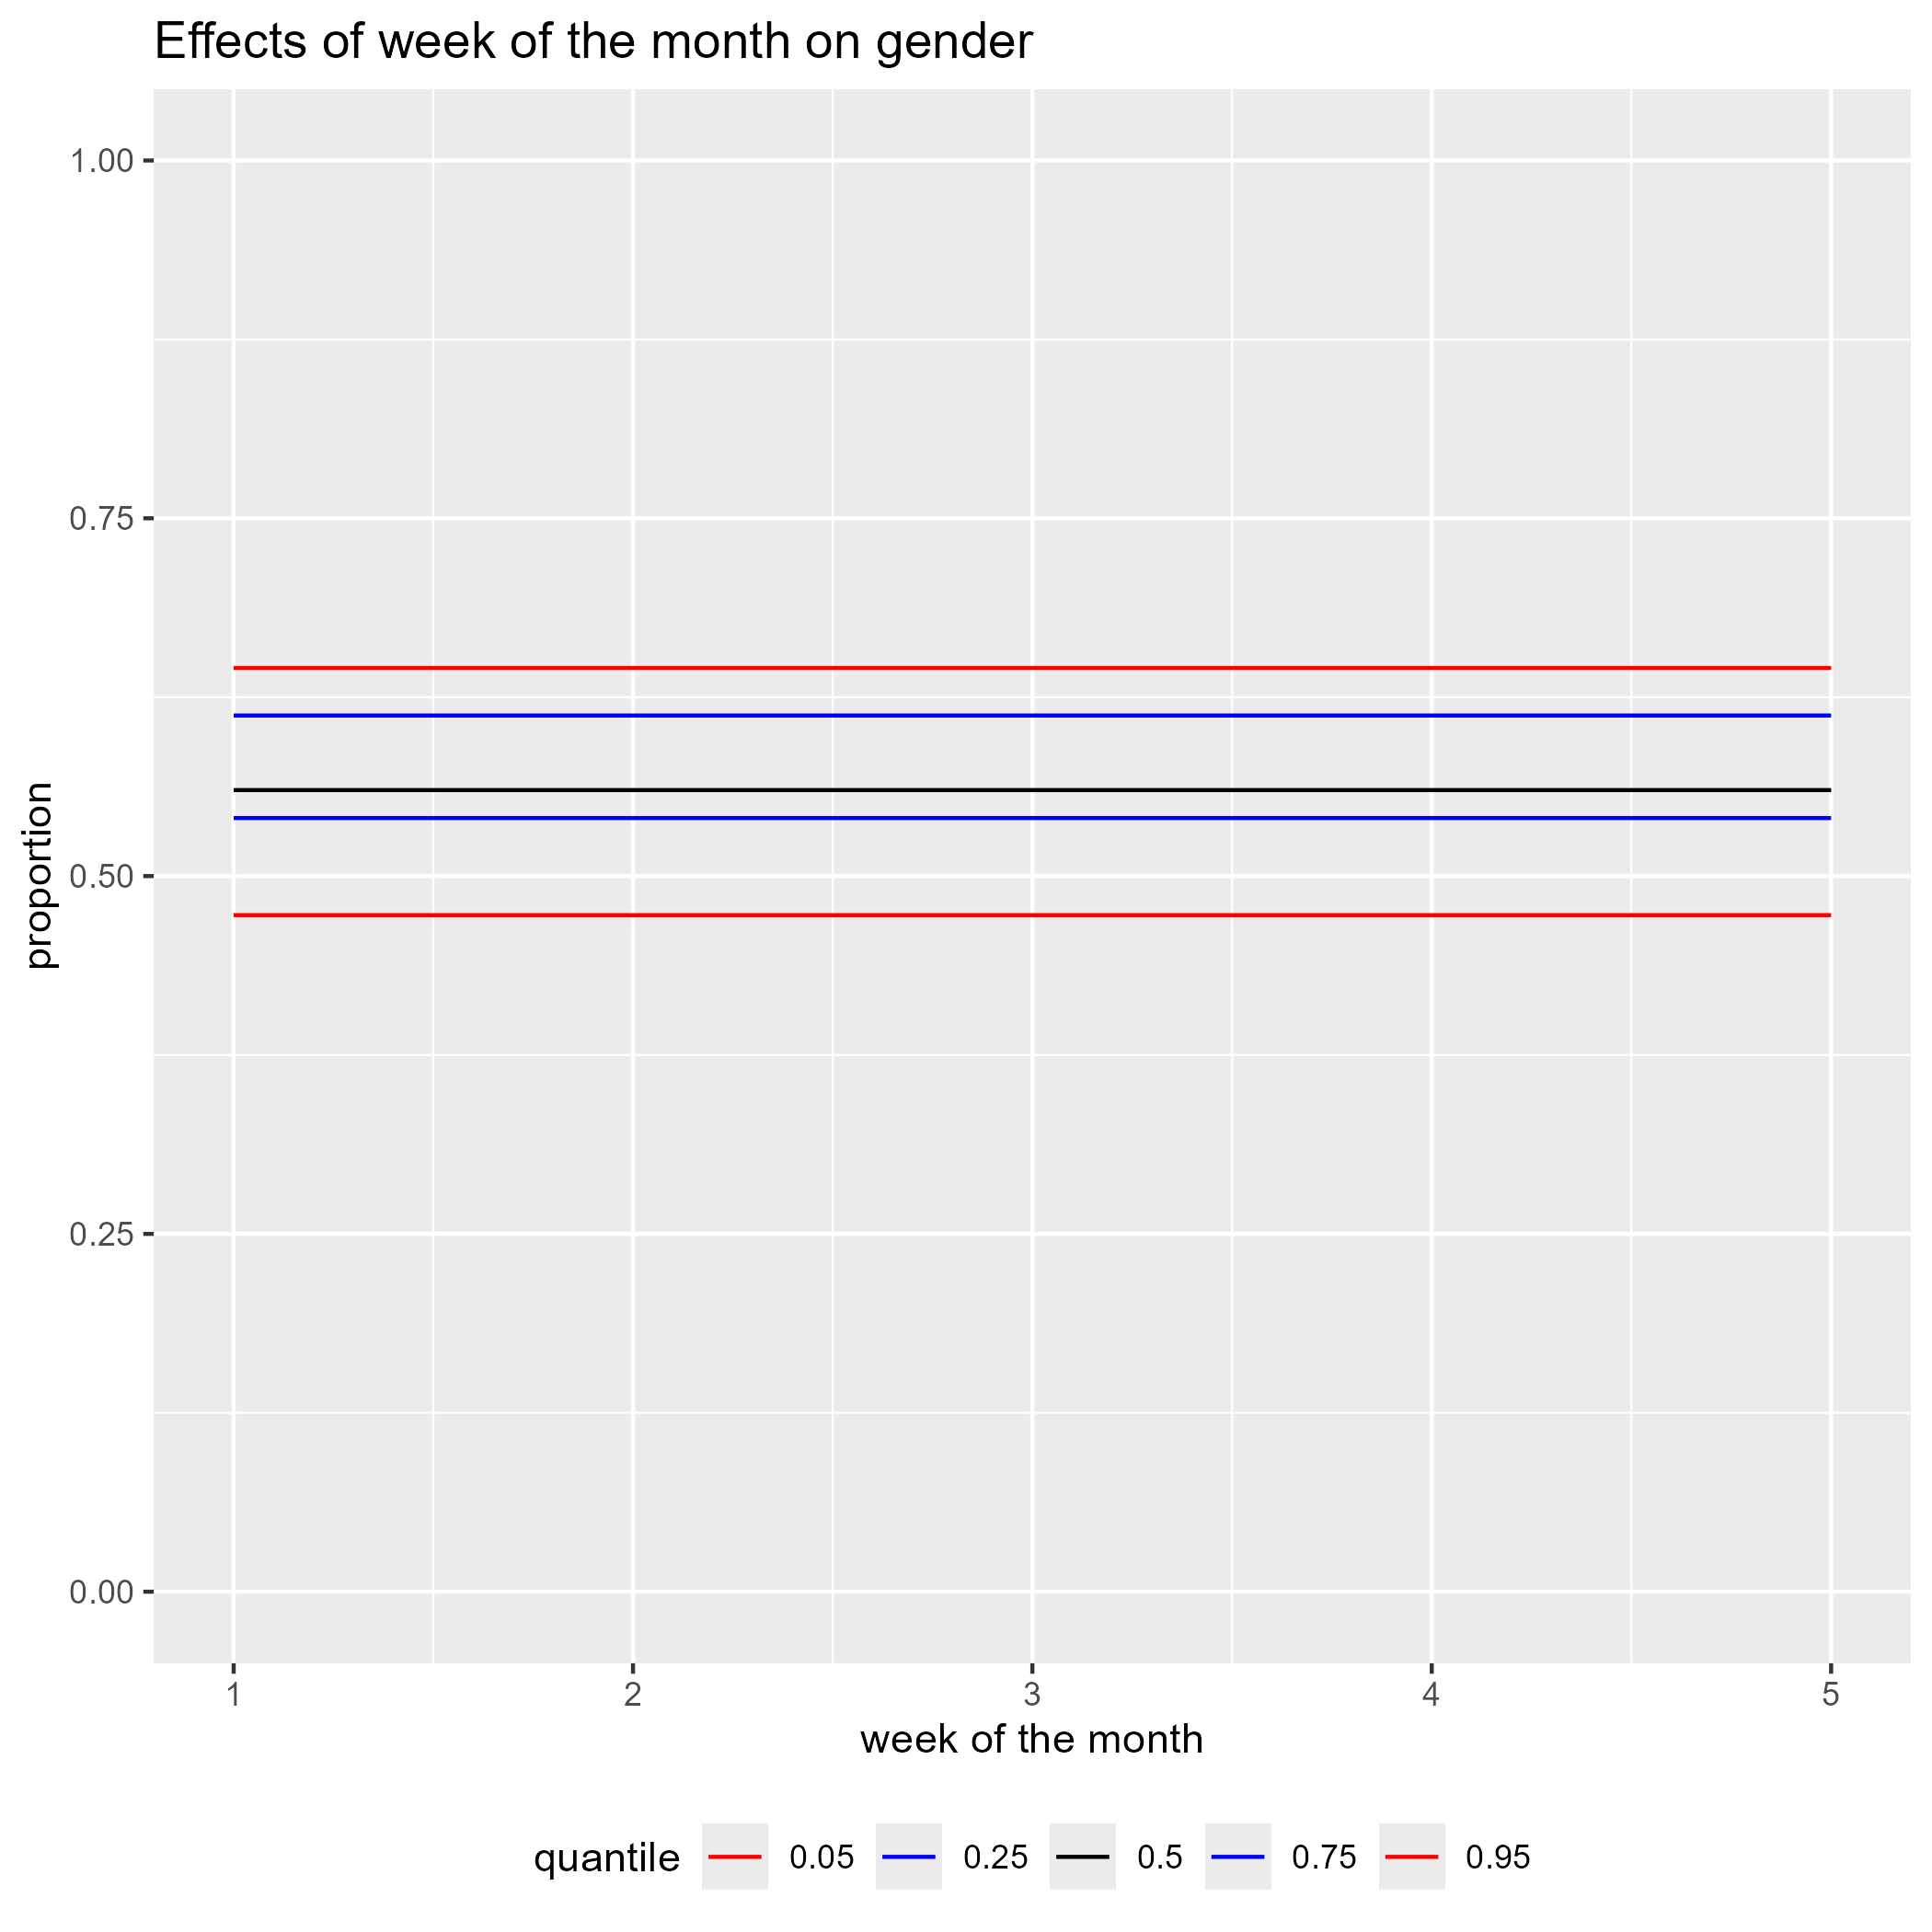 Effects of week of the month on gender
proportion
1.00
0.75
0.50
0.25
0.00
1 2 3 4 5
week of the month
quantile 0.05 0.25 0.5 0.75 0.95